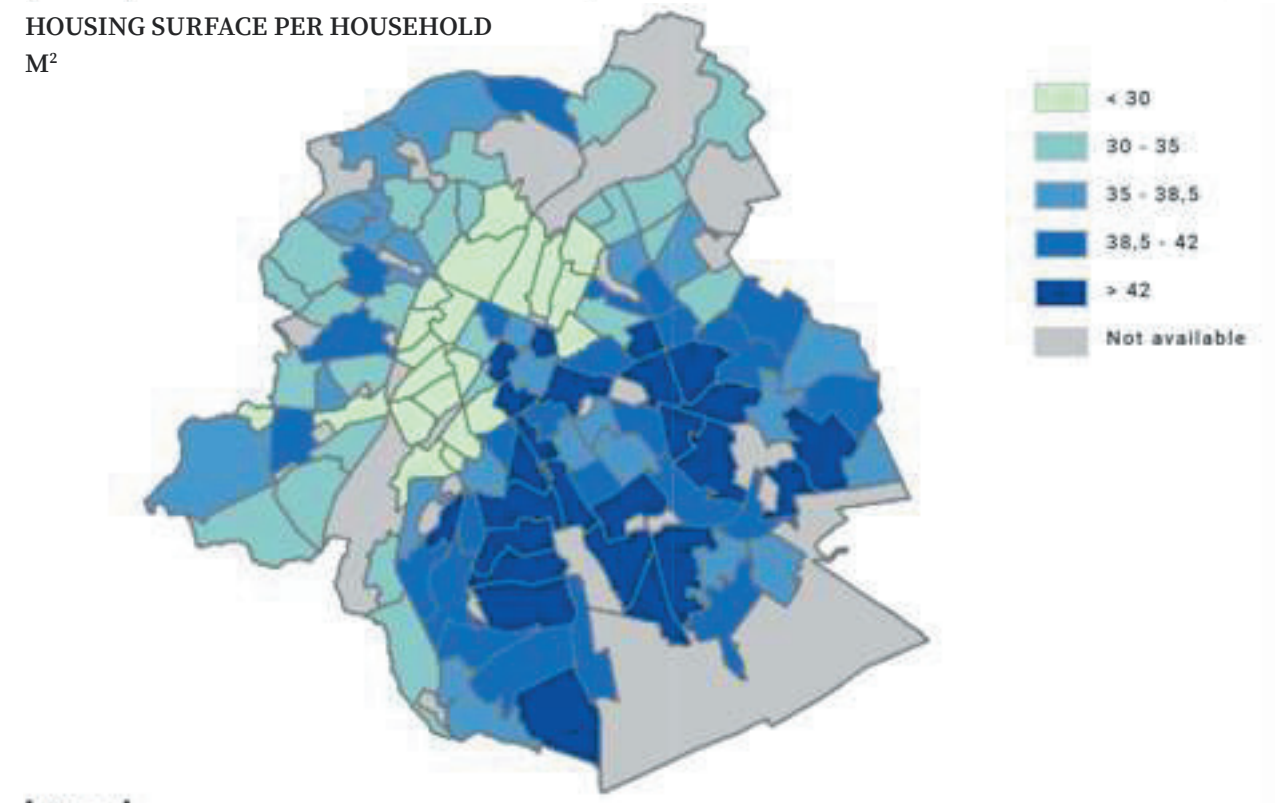 HOUSING SURFACE PER HOUSEHOLD
M²
< 30
30 - 35
35 - 38,5
38,5 - 42
> 42
Not available